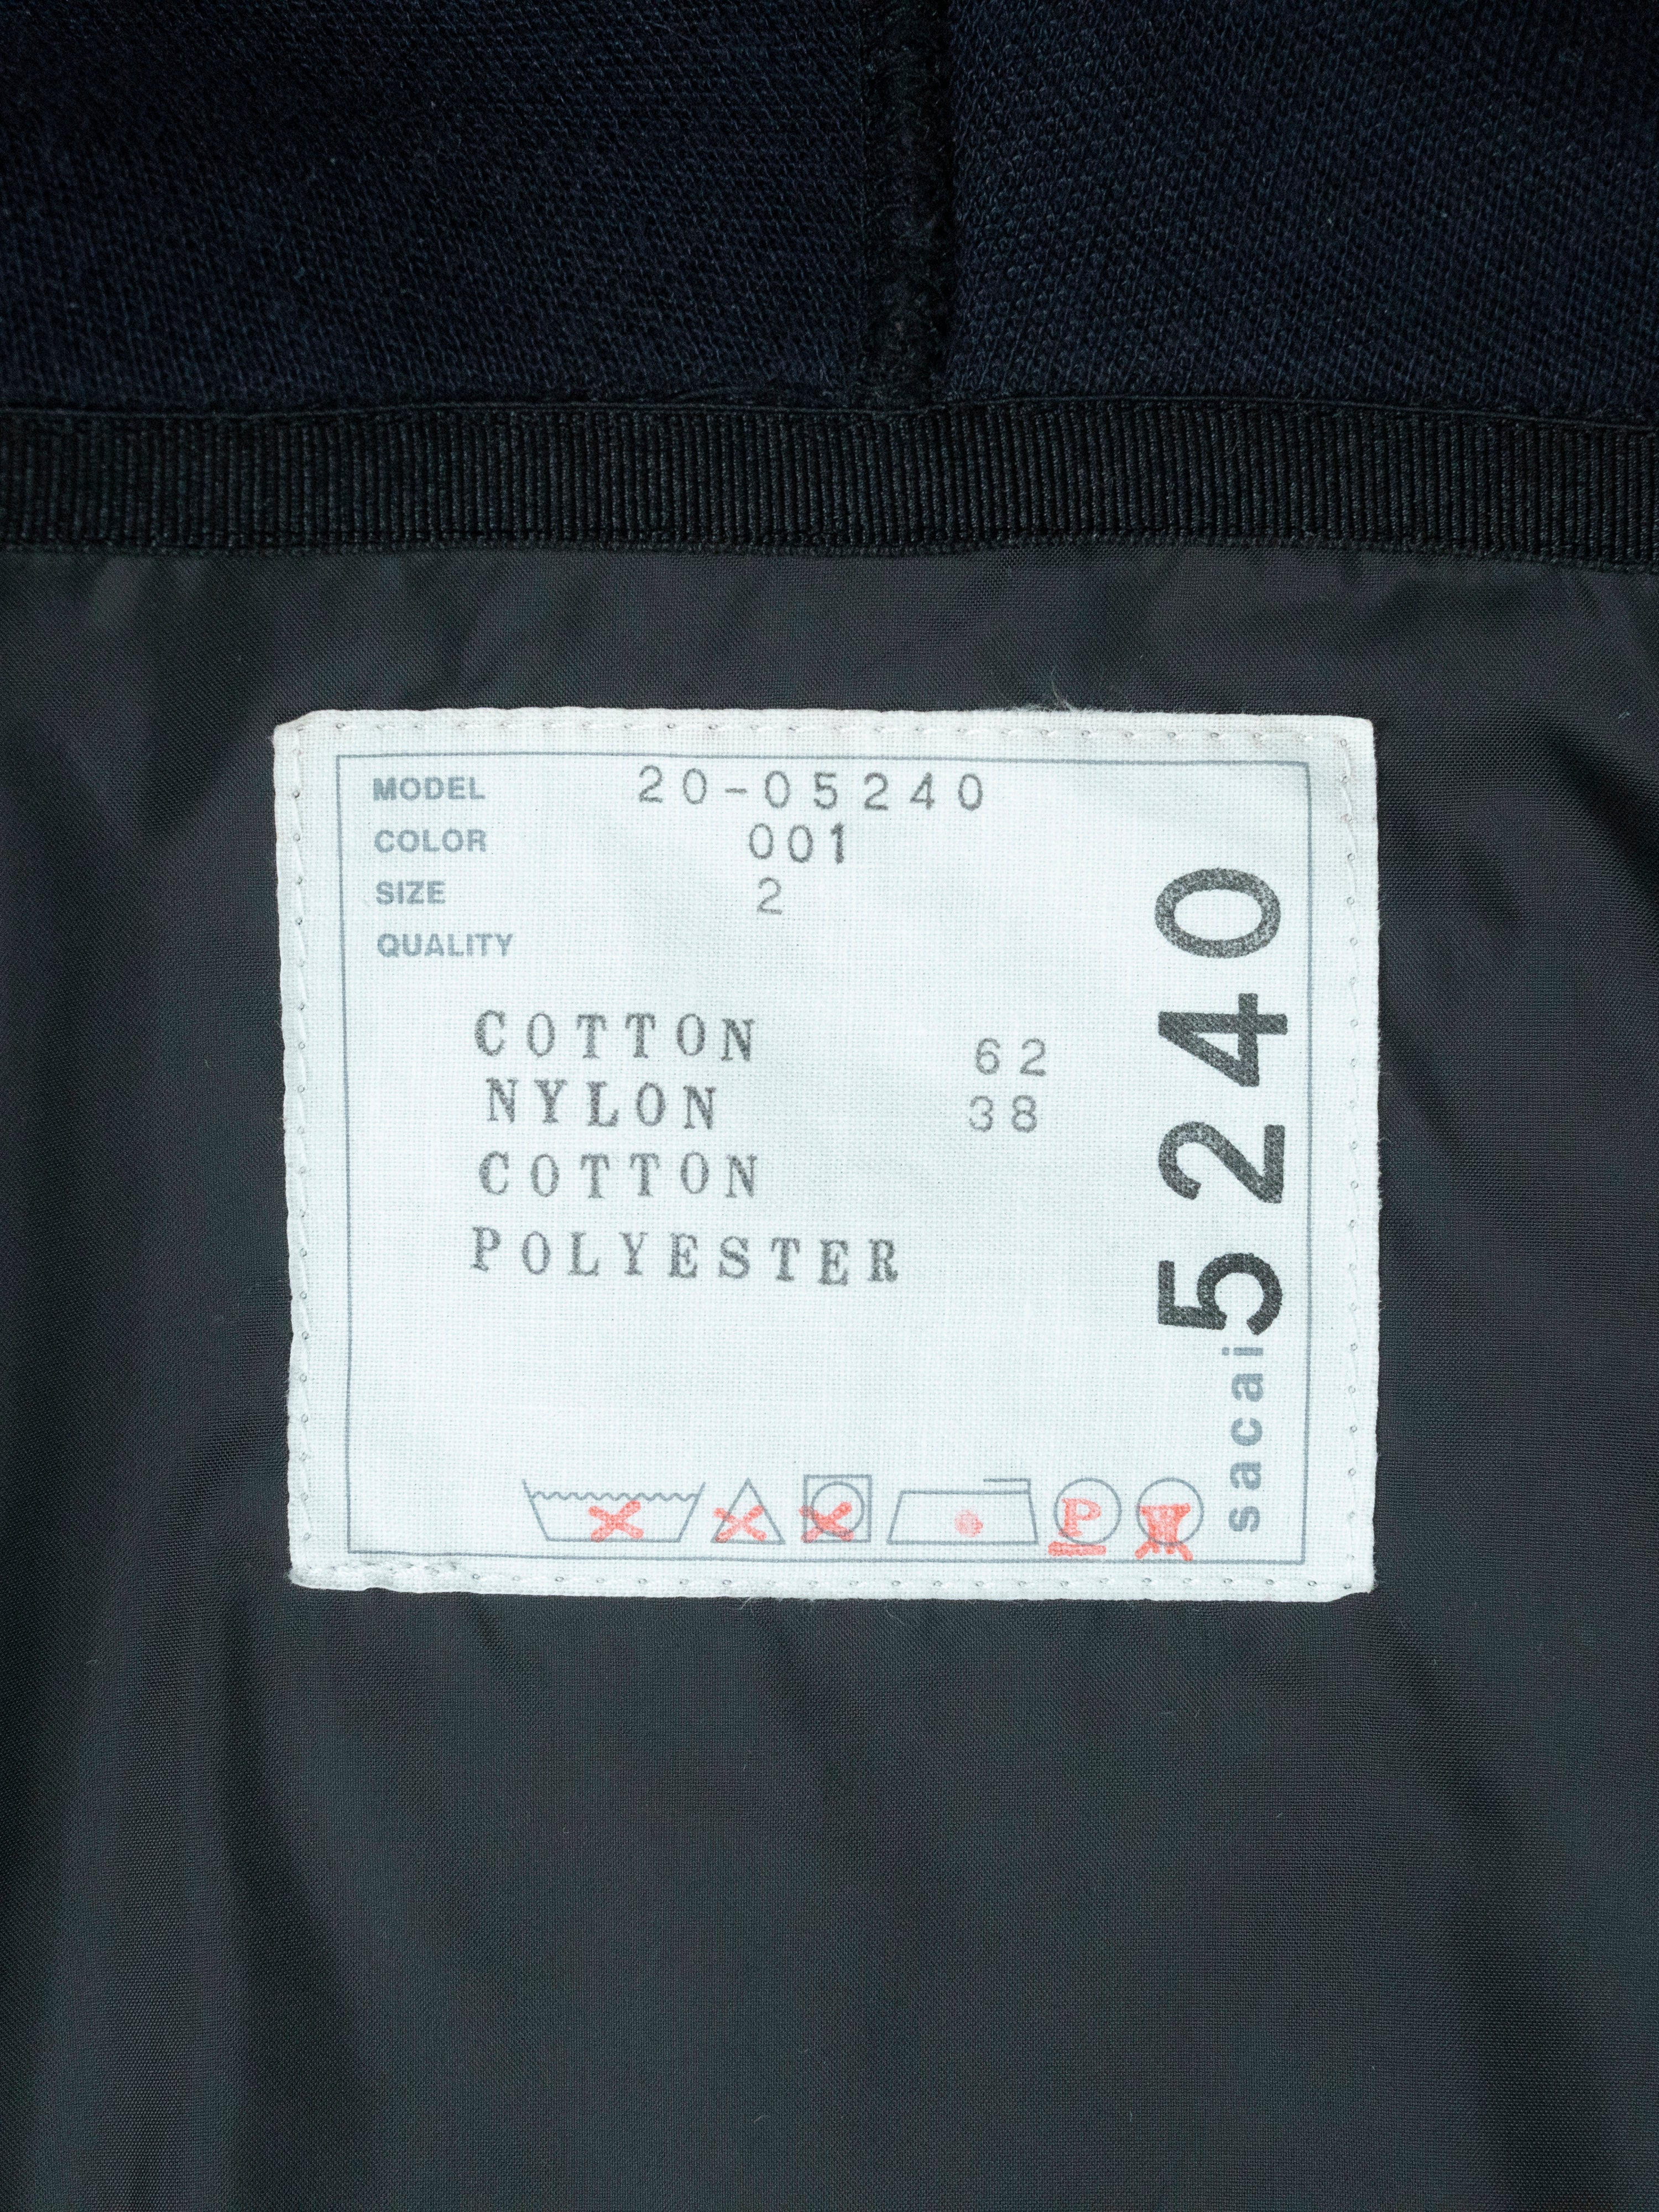 MODEL 20-05240
COLOR 001
SIZE 2
QUALITY
COTTON 62
NYLON 38
COTTON
POLYESTER
P
W
sacai 5240